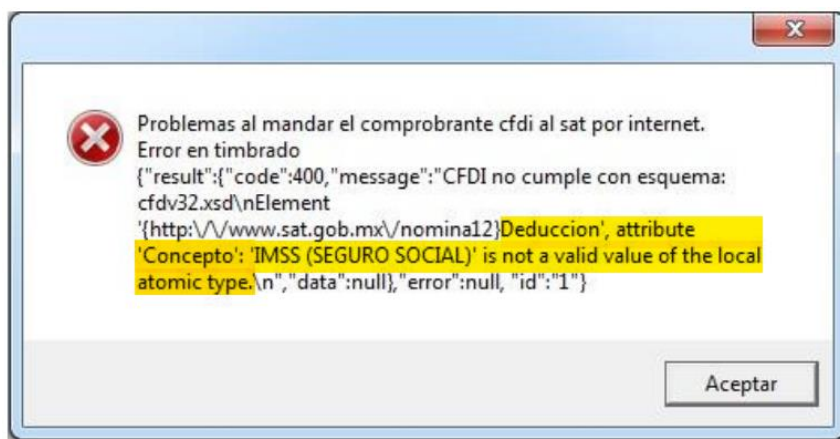 x
Problemas al mandar el comprobrante cfdi al sat por internet.
Error en timbrado
{"result":{"code":400,"message":"CFDI no cumple con esquema:
cfdv32.xsd\nElement
'{http:\/\/www.sat.gob.mx\/nomina12}Deduccion', attribute
'Concepto': 'IMSS (SEGURO SOCIAL)' is not a valid value of the local
atomic type.\n","data":null},"error":null, "id":"1"}
Aceptar